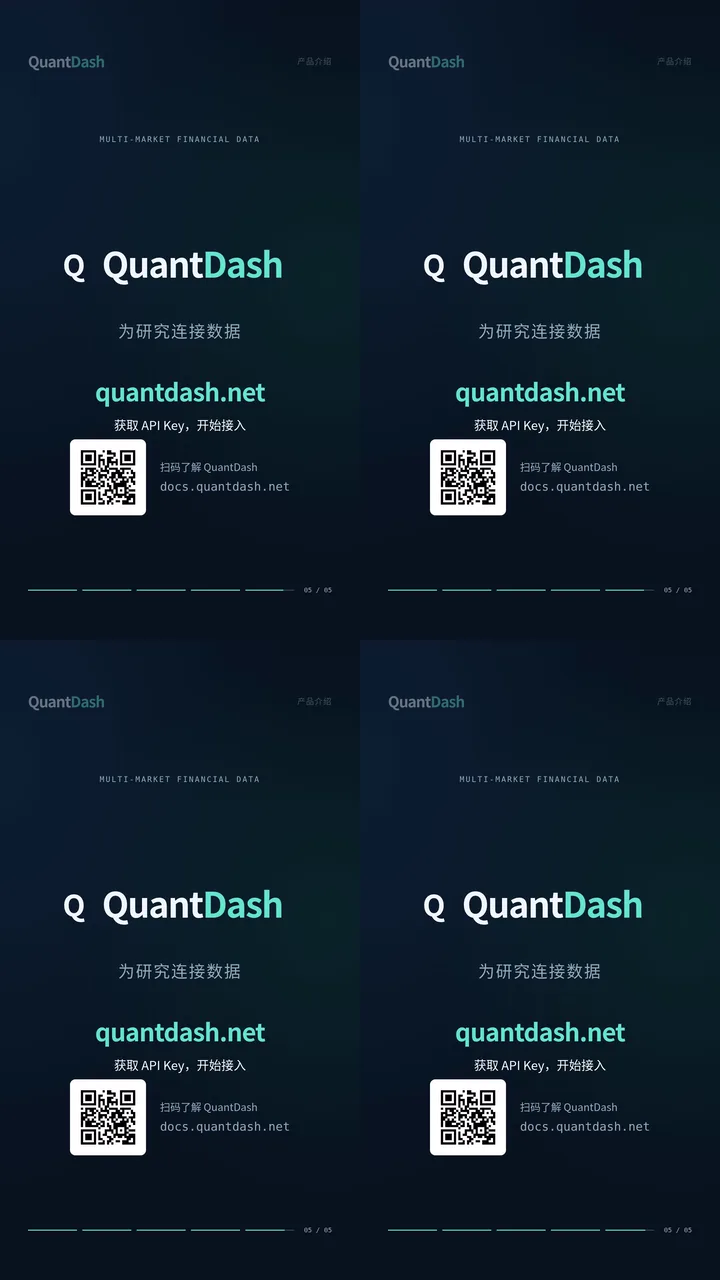 QuantDash 产品介绍
MULTI-MARKET FINANCIAL DATA
Q QuantDash
为研究连接数据
quantdash.net
获取 API Key，开始接入
扫码了解 QuantDash
docs.quantdash.net
05 / 05
QuantDash 产品介绍
MULTI-MARKET FINANCIAL DATA
Q QuantDash
为研究连接数据
quantdash.net
获取 API Key，开始接入
扫码了解 QuantDash
docs.quantdash.net
05 / 05
QuantDash 产品介绍
MULTI-MARKET FINANCIAL DATA
Q QuantDash
为研究连接数据
quantdash.net
获取 API Key，开始接入
扫码了解 QuantDash
docs.quantdash.net
05 / 05
QuantDash 产品介绍
MULTI-MARKET FINANCIAL DATA
Q QuantDash
为研究连接数据
quantdash.net
获取 API Key，开始接入
扫码了解 QuantDash
docs.quantdash.net
05 / 05